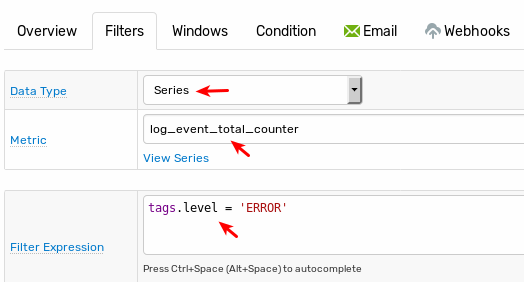 Overview Filters Windows Condition Email Webhooks
Data Type Series
Metric log_event_total_counter
View Series
tags.level = 'ERROR'
Filter Expression
Press Ctrl+Space (Alt+Space) to autocomplete